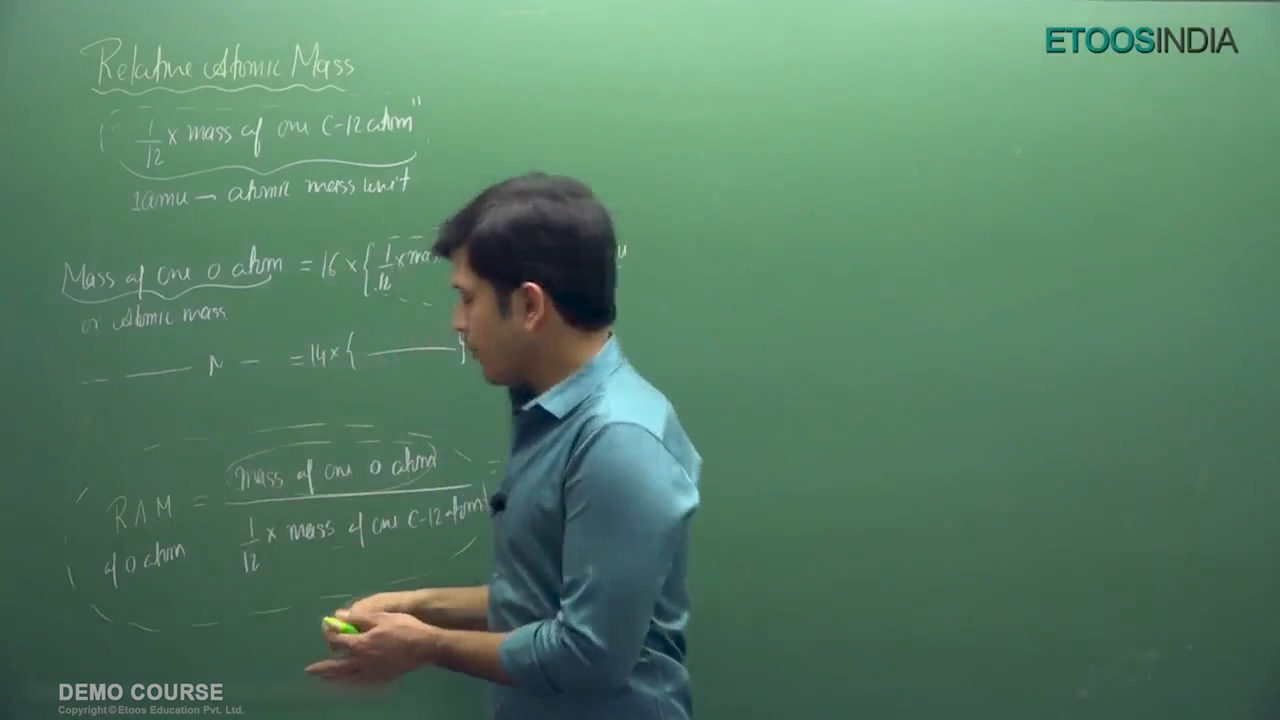 ETOOSINDIA
Relative Atomic Mass
" 1/12 × mass of one C-12 atom "
1amu → atomic mass unit
Mass of one O atom = 16 × { 1/12 × mas
or Atomic mass
N — = 14 × { }
RAM = mass of one O atom =
of O atom 1/12 × mass of one C-12 atom
DEMO COURSE
Copyright © Etoos Education Pvt. Ltd.